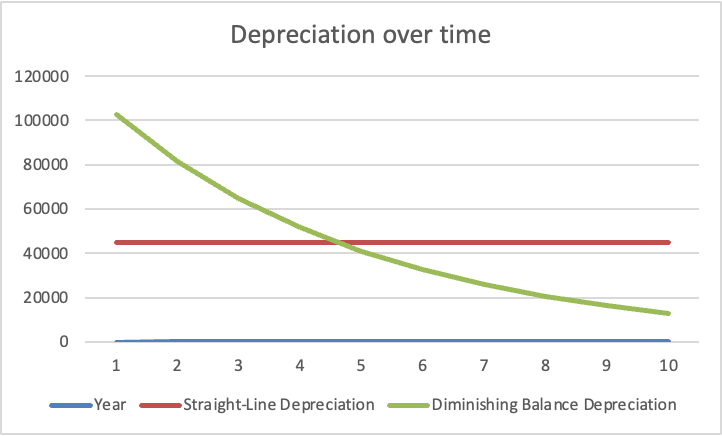 Depreciation over time
120000
100000
80000
60000
40000
20000
0
1 2 3 4 5 6 7 8 9 10
Year Straight-Line Depreciation Diminishing Balance Depreciation